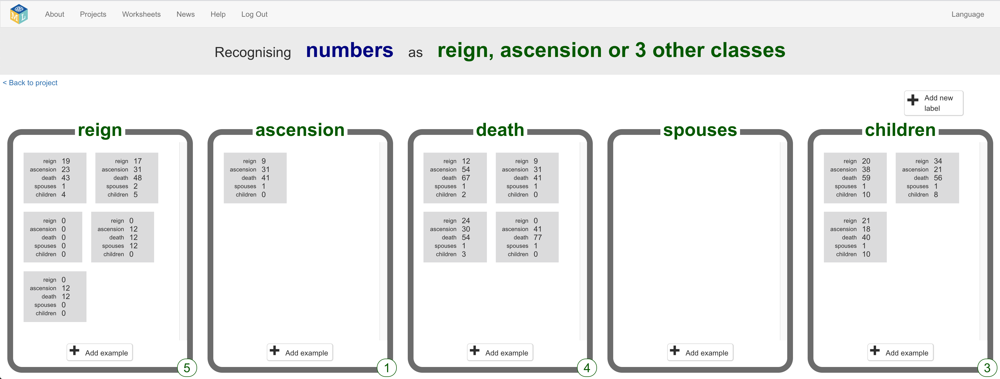 ML About Projects Worksheets News Help Log Out Language
Recognising numbers as reign, ascension or 3 other classes
< Back to project
Add new
label
reign
reign 19
ascension 23
death 43
spouses 1
children 4
reign 17
ascension 31
death 48
spouses 2
children 5
reign 0
ascension 0
death 0
spouses 0
children 0
reign 0
ascension 12
death 12
spouses 12
children 0
reign 0
ascension 12
death 12
spouses 0
children 0
Add example
5
ascension
reign 9
ascension 31
death 41
spouses 1
children 0
Add example
1
death
reign 12
ascension 54
death 67
spouses 1
children 2
reign 9
ascension 31
death 41
spouses 1
children 0
reign 24
ascension 30
death 54
spouses 1
children 3
reign 0
ascension 41
death 77
spouses 1
children 0
Add example
4
spouses
Add example
children
reign 20
ascension 38
death 59
spouses 1
children 10
reign 34
ascension 21
death 56
spouses 1
children 8
reign 21
ascension 18
death 40
spouses 1
children 10
Add example
3